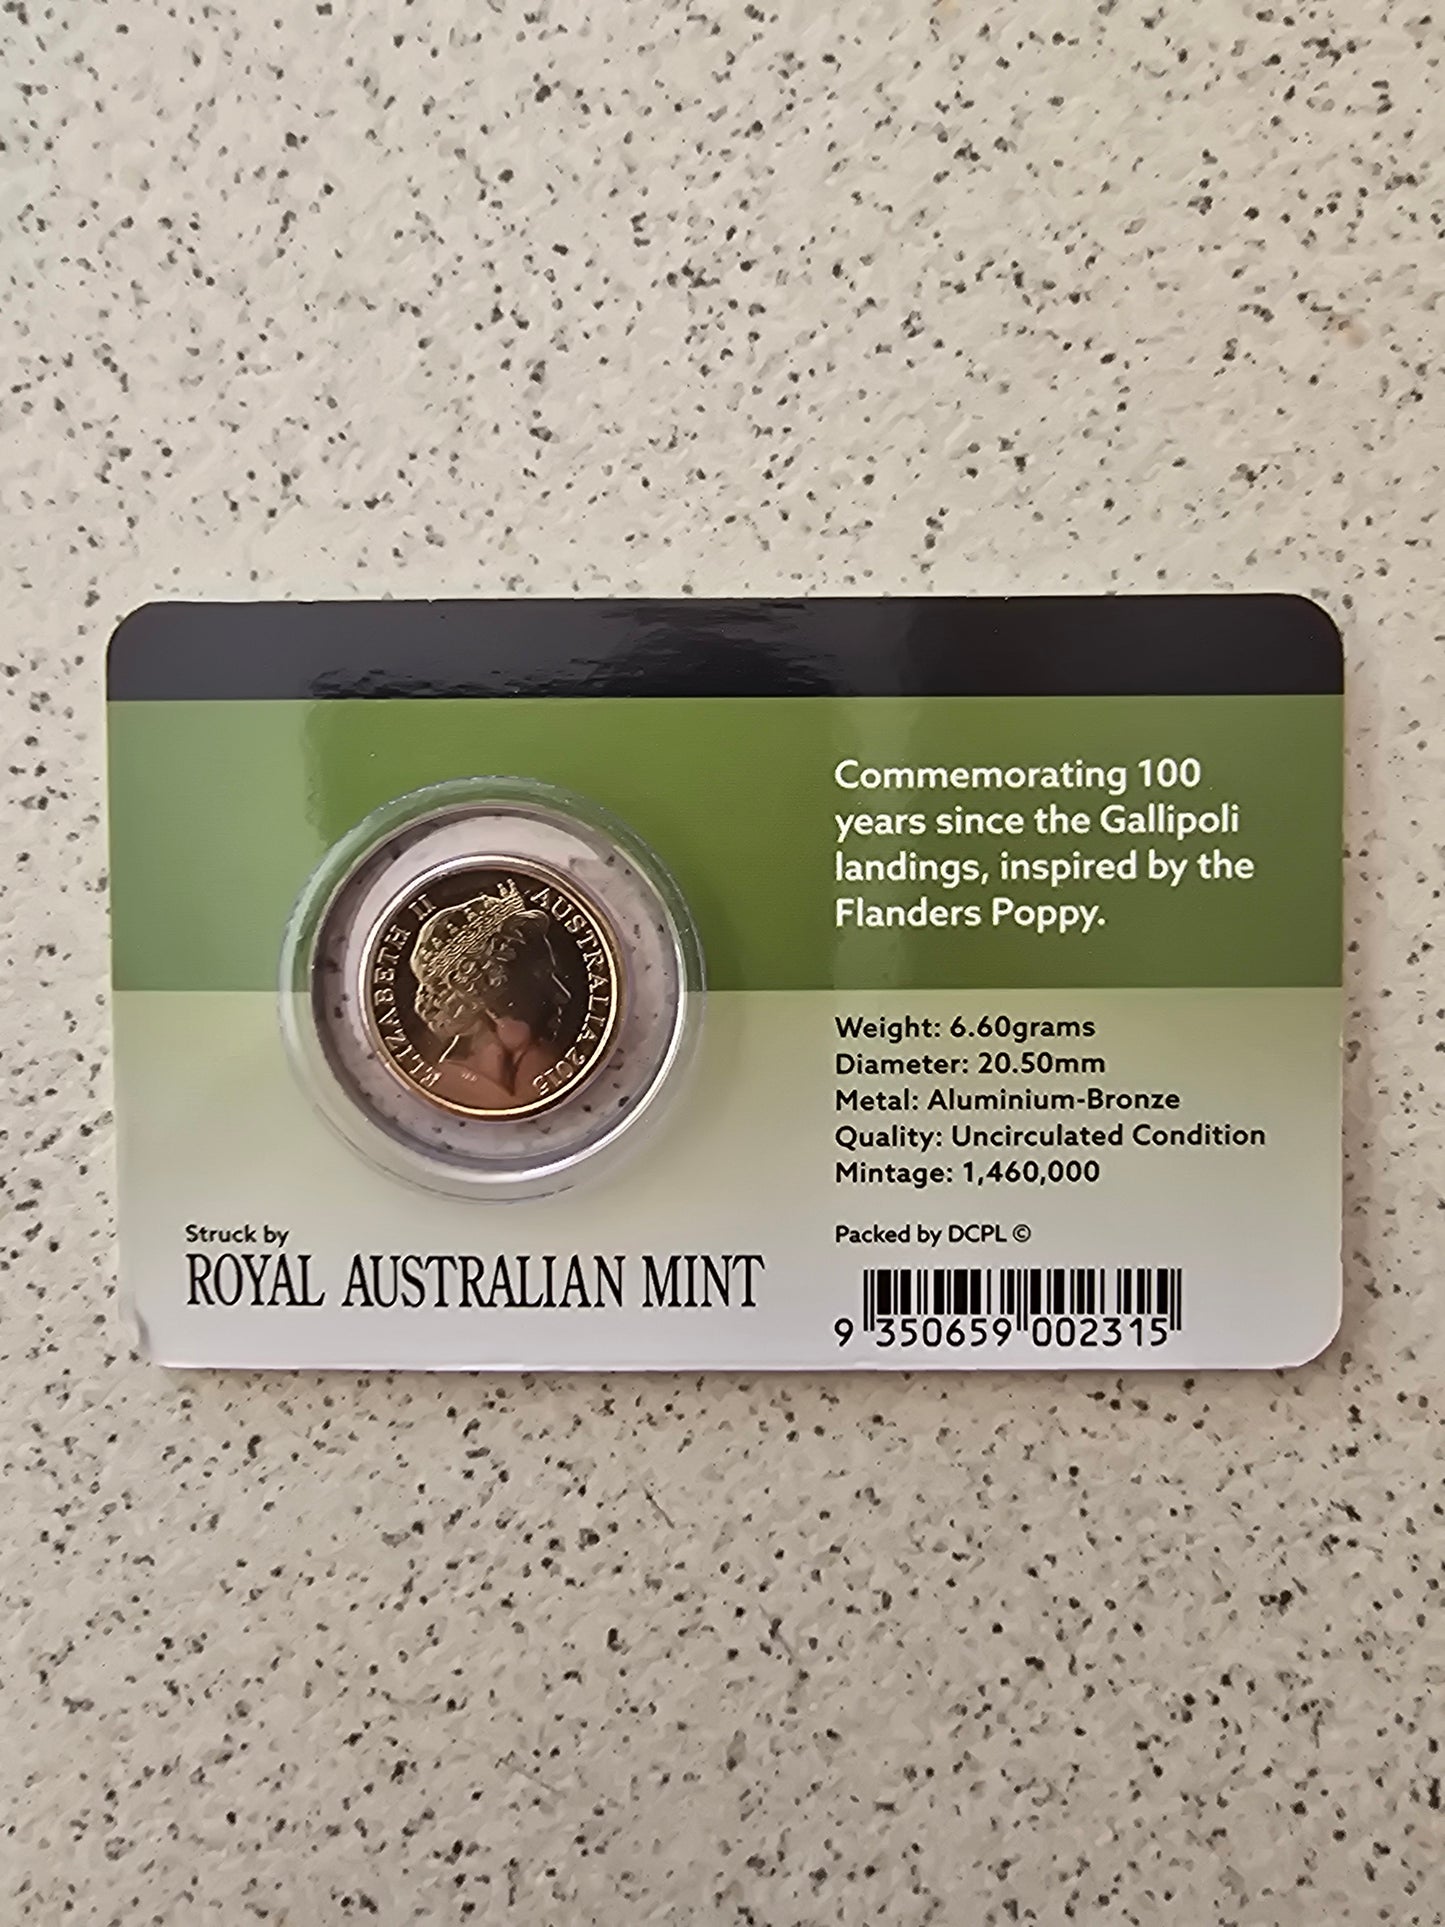 ELIZABETH II AUSTRALIA 2015
Commemorating 100
years since the Gallipoli
landings, inspired by the
Flanders Poppy.
Weight: 6.60grams
Diameter: 20.50mm
Metal: Aluminium-Bronze
Quality: Uncirculated Condition
Mintage: 1,460,000
Struck by
ROYAL AUSTRALIAN MINT
Packed by DCPL ©
9 350659 002315